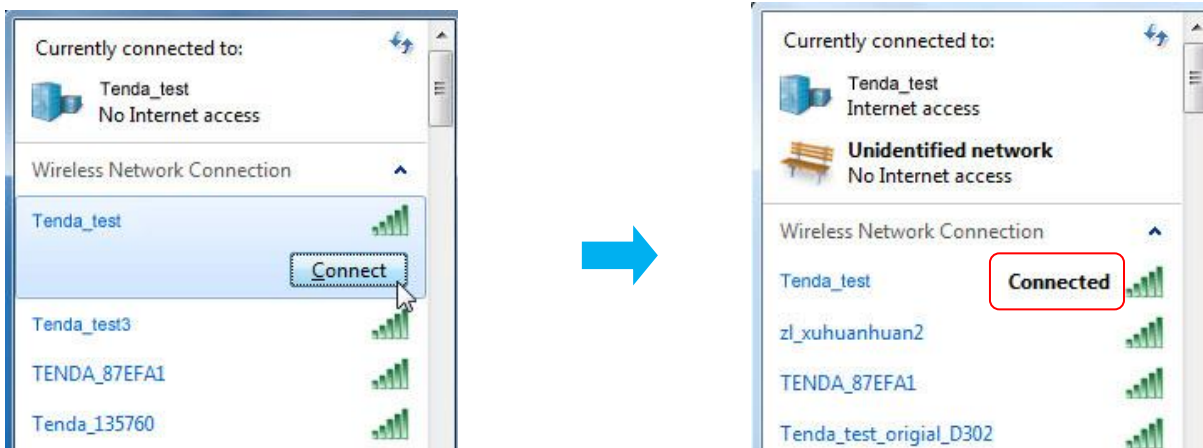 Currently connected to:
Tenda_test
No Internet access
Wireless Network Connection
Tenda_test
Connect
Tenda_test3
TENDA_87EFA1
Tenda_135760
Currently connected to:
Tenda_test
Internet access
Unidentified network
No Internet access
Wireless Network Connection
Tenda_test Connected
zl_xuhuanhuan2
TENDA_87EFA1
Tenda_test_origial_D302